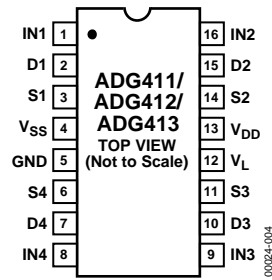 IN1 1 16 IN2
D1 2 15 D2
S1 3 14 S2
VSS 4 13 VDD
GND 5 12 VL
S4 6 11 S3
D4 7 10 D3
IN4 8 9 IN3
ADG411/
ADG412/
ADG413
TOP VIEW
(Not to Scale)
00024-004